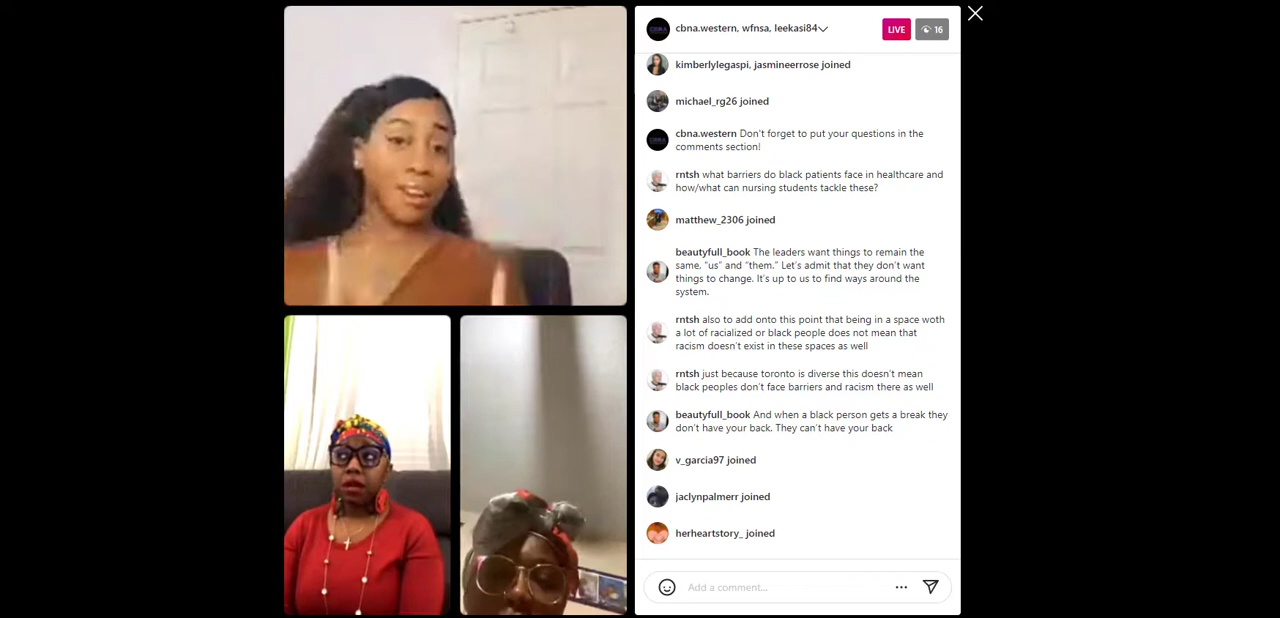 cbna.western, wfnsa, leekasi84
LIVE
16
kimberlylegaspi, jasmineerrose joined
michael_rg26 joined
cbna.western Don't forget to put your questions in the
comments section!
rntsh what barriers do black patients face in healthcare and
how/what can nursing students tackle these?
matthew_2306 joined
beautyfull_book The leaders want things to remain the
same, "us" and "them." Let's admit that they don't want
things to change. It's up to us to find ways around the
system.
rntsh also to add onto this point that being in a space woth
a lot of racialized or black people does not mean that
racism doesn't exist in these spaces as well
rntsh just because toronto is diverse this doesn't mean
black peoples don't face barriers and racism there as well
beautyfull_book And when a black person gets a break they
don't have your back. They can't have your back
v_garcia97 joined
jaclynpalmerr joined
herheartstory_ joined
Add a comment...